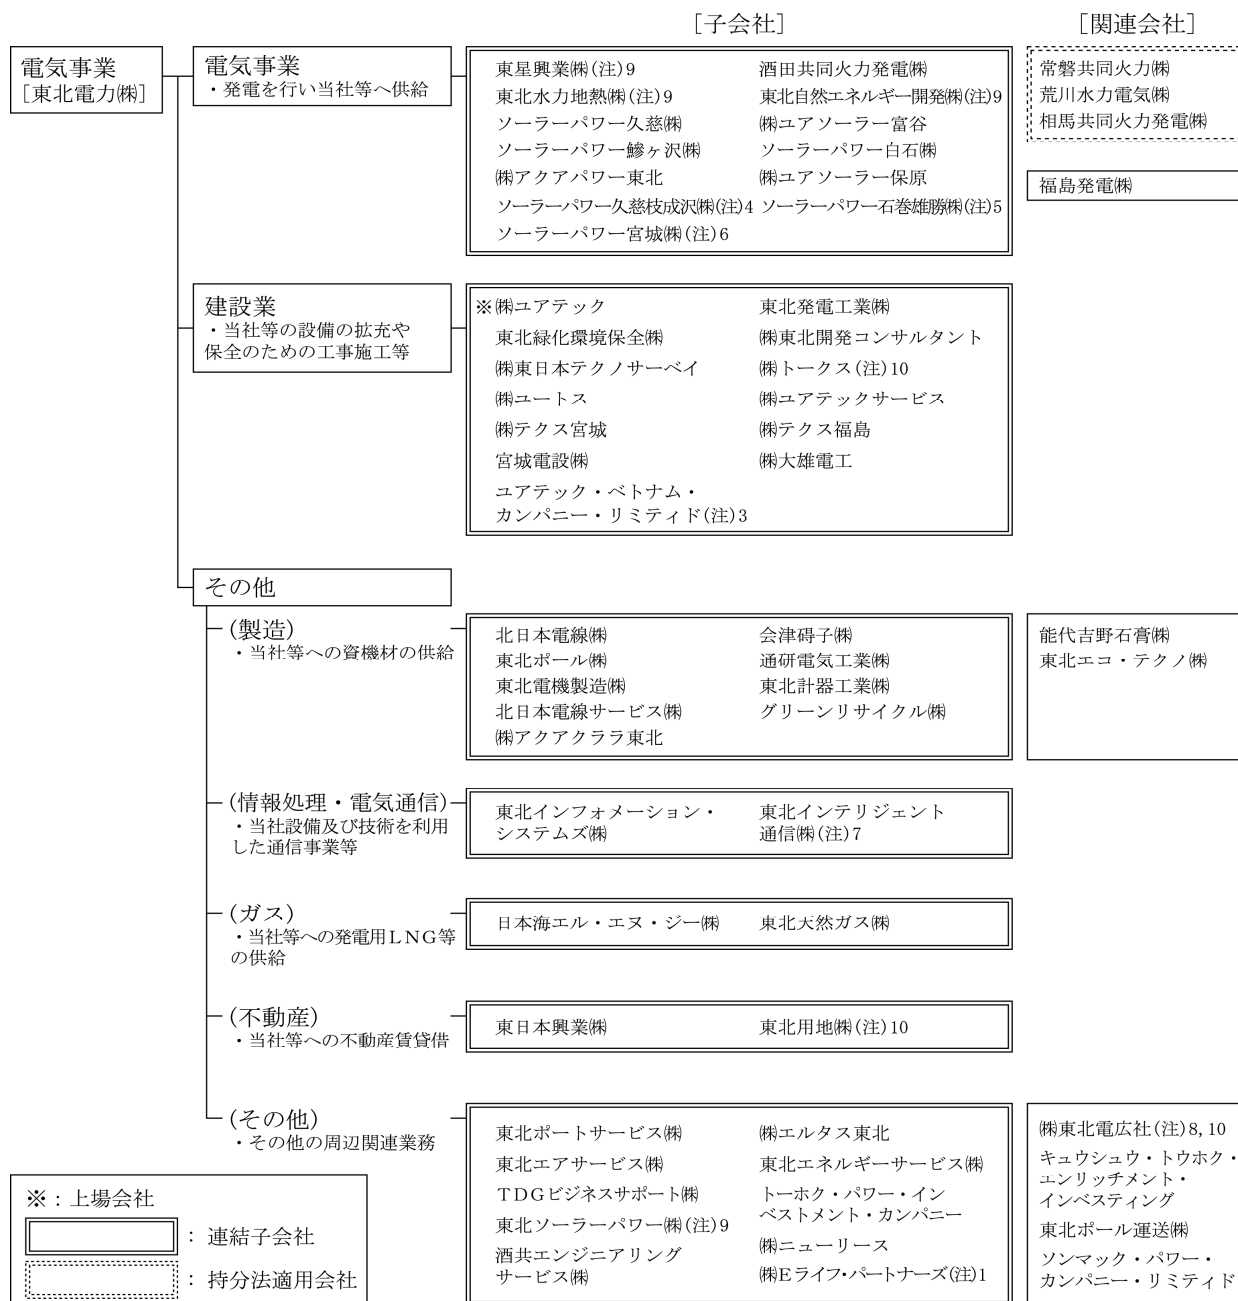 [子会社]
[関連会社]
電気事業
[東北電力㈱]
電気事業
・発電を行い当社等へ供給
東星興業㈱(注)9
酒田共同火力発電㈱
東北水力地熱㈱(注)9
東北自然エネルギー開発㈱(注)9
ソーラーパワー久慈㈱
㈱ユアソーラー富谷
ソーラーパワー鰺ヶ沢㈱
ソーラーパワー白石㈱
㈱アクアパワー東北
㈱ユアソーラー保原
ソーラーパワー久慈枝成沢㈱(注)4
ソーラーパワー石巻雄勝㈱(注)5
ソーラーパワー宮城㈱(注)6
常磐共同火力㈱
荒川水力電気㈱
相馬共同火力発電㈱
福島発電㈱
建設業
・当社等の設備の拡充や
保全のための工事施工等
※㈱ユアテック
東北発電工業㈱
東北緑化環境保全㈱
㈱東北開発コンサルタント
㈱東日本テクノサーベイ
㈱トークス(注)10
㈱ユートス
㈱ユアテックサービス
㈱テクス宮城
㈱テクス福島
宮城電設㈱
㈱大雄電工
ユアテック・ベトナム・
カンパニー・リミティド(注)3
その他
(製造)
・当社等への資機材の供給
北日本電線㈱
会津碍子㈱
東北ポール㈱
通研電気工業㈱
東北電機製造㈱
東北計器工業㈱
北日本電線サービス㈱
グリーンリサイクル㈱
㈱アクアクララ東北
能代吉野石膏㈱
東北エコ・テクノ㈱
(情報処理・電気通信)
・当社設備及び技術を利用
した通信事業等
東北インフォメーション・
システムズ㈱
東北インテリジェント
通信㈱(注)7
(ガス)
・当社等への発電用LNG等
の供給
日本海エル・エヌ・ジー㈱
東北天然ガス㈱
(不動産)
・当社等への不動産賃貸借
東日本興業㈱
東北用地㈱(注)10
(その他)
・その他の周辺関連業務
東北ポートサービス㈱
㈱エルタス東北
東北エアサービス㈱
東北エネルギーサービス㈱
TDGビジネスサポート㈱
トーホク・パワー・イン
ベストメント・カンパニー
東北ソーラーパワー㈱(注)9
㈱ニューリース
酒共エンジニアリング
サービス㈱
㈱Eライフ・パートナーズ(注)1
㈱東北電広社(注)8,10
キュウシュウ・トウホク・
エンリッチメント・
インベスティング
東北ポール運送㈱
ソンマック・パワー・
カンパニー・リミティド
※：上場会社
：連結子会社
：持分法適用会社